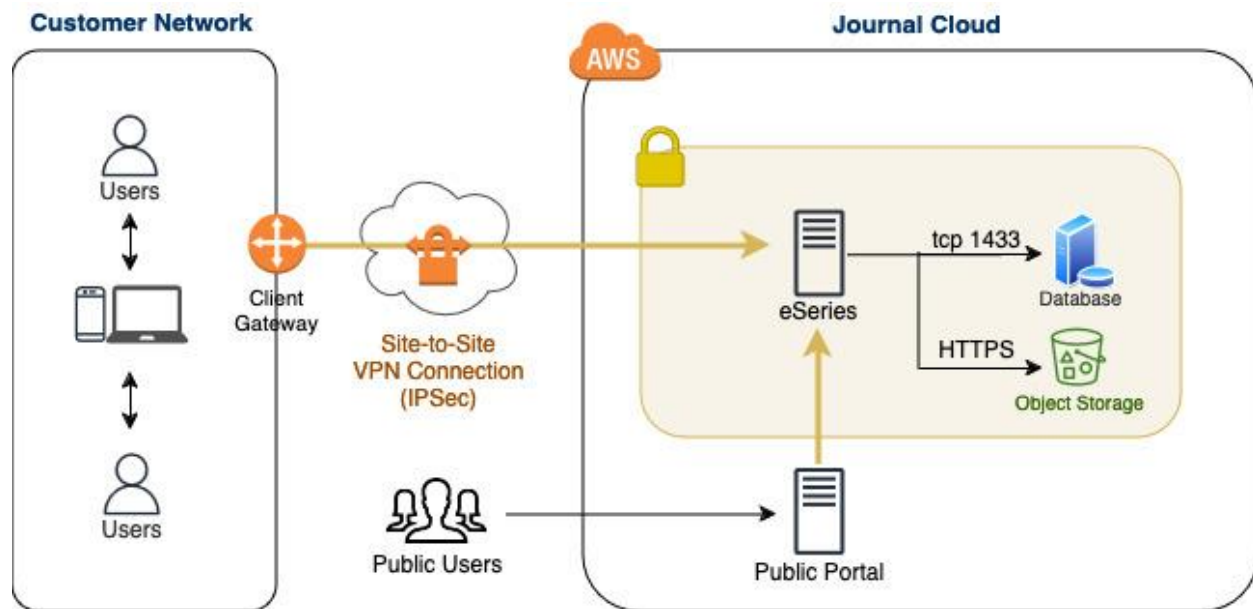 Customer Network
Journal Cloud
AWS
Users
Client
Gateway
Site-to-Site
VPN Connection
(IPSec)
eSeries
tcp 1433
Database
HTTPS
Object Storage
Users
Public Users
Public Portal